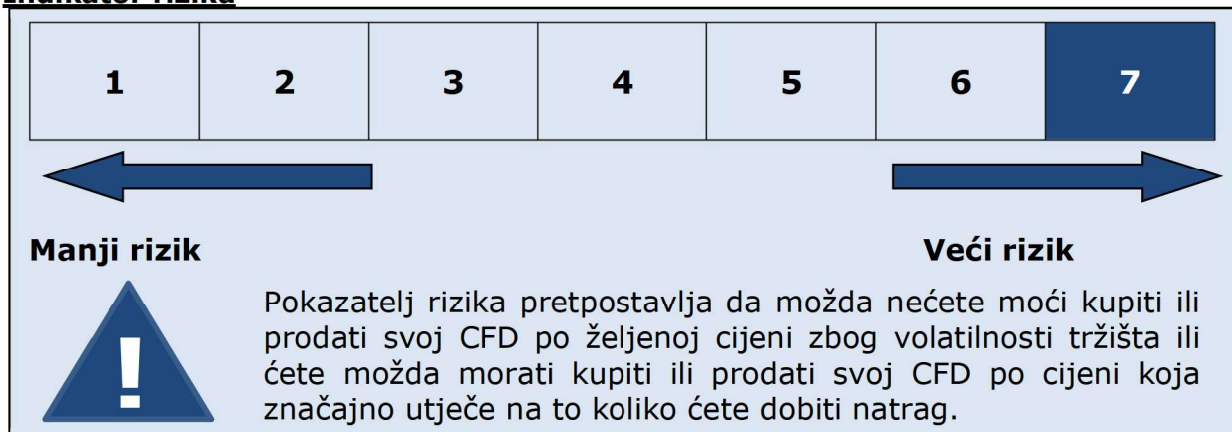 Indikator rizika
1 2 3 4 5 6 7
Manji rizik Veći rizik
!
Pokazatelj rizika pretpostavlja da možda nećete moći kupiti ili
prodati svoj CFD po željenoj cijeni zbog volatilnosti tržišta ili
ćete možda morati kupiti ili prodati svoj CFD po cijeni koja
značajno utječe na to koliko ćete dobiti natrag.